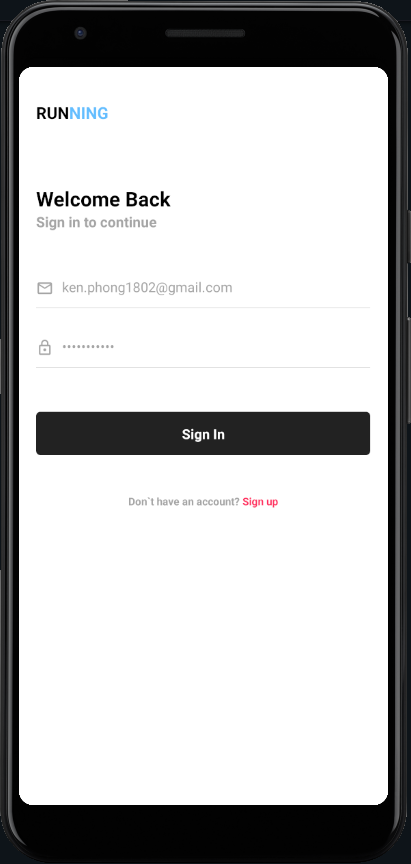 RUNNING
Welcome Back
Sign in to continue
ken.phong1802@gmail.com
•••••••••••
Sign In
Don`t have an account? Sign up